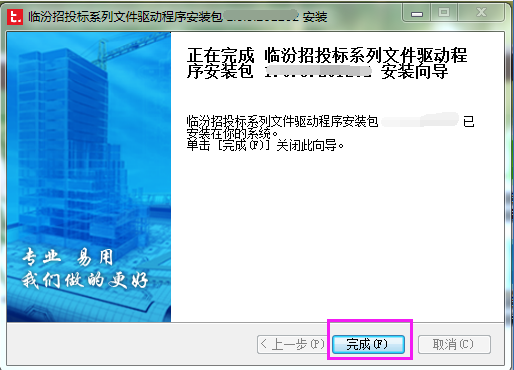 临汾招投标系列文件驱动程序安装包 安装
正在完成 临汾招投标系列文件驱动程
序安装包 安装向导
临汾招投标系列文件驱动程序安装包 已
安装在你的系统。
单击 [完成(F)] 关闭此向导。
专业 易用
我们做的更好
< 上一步(P) 完成(F) 取消(C)